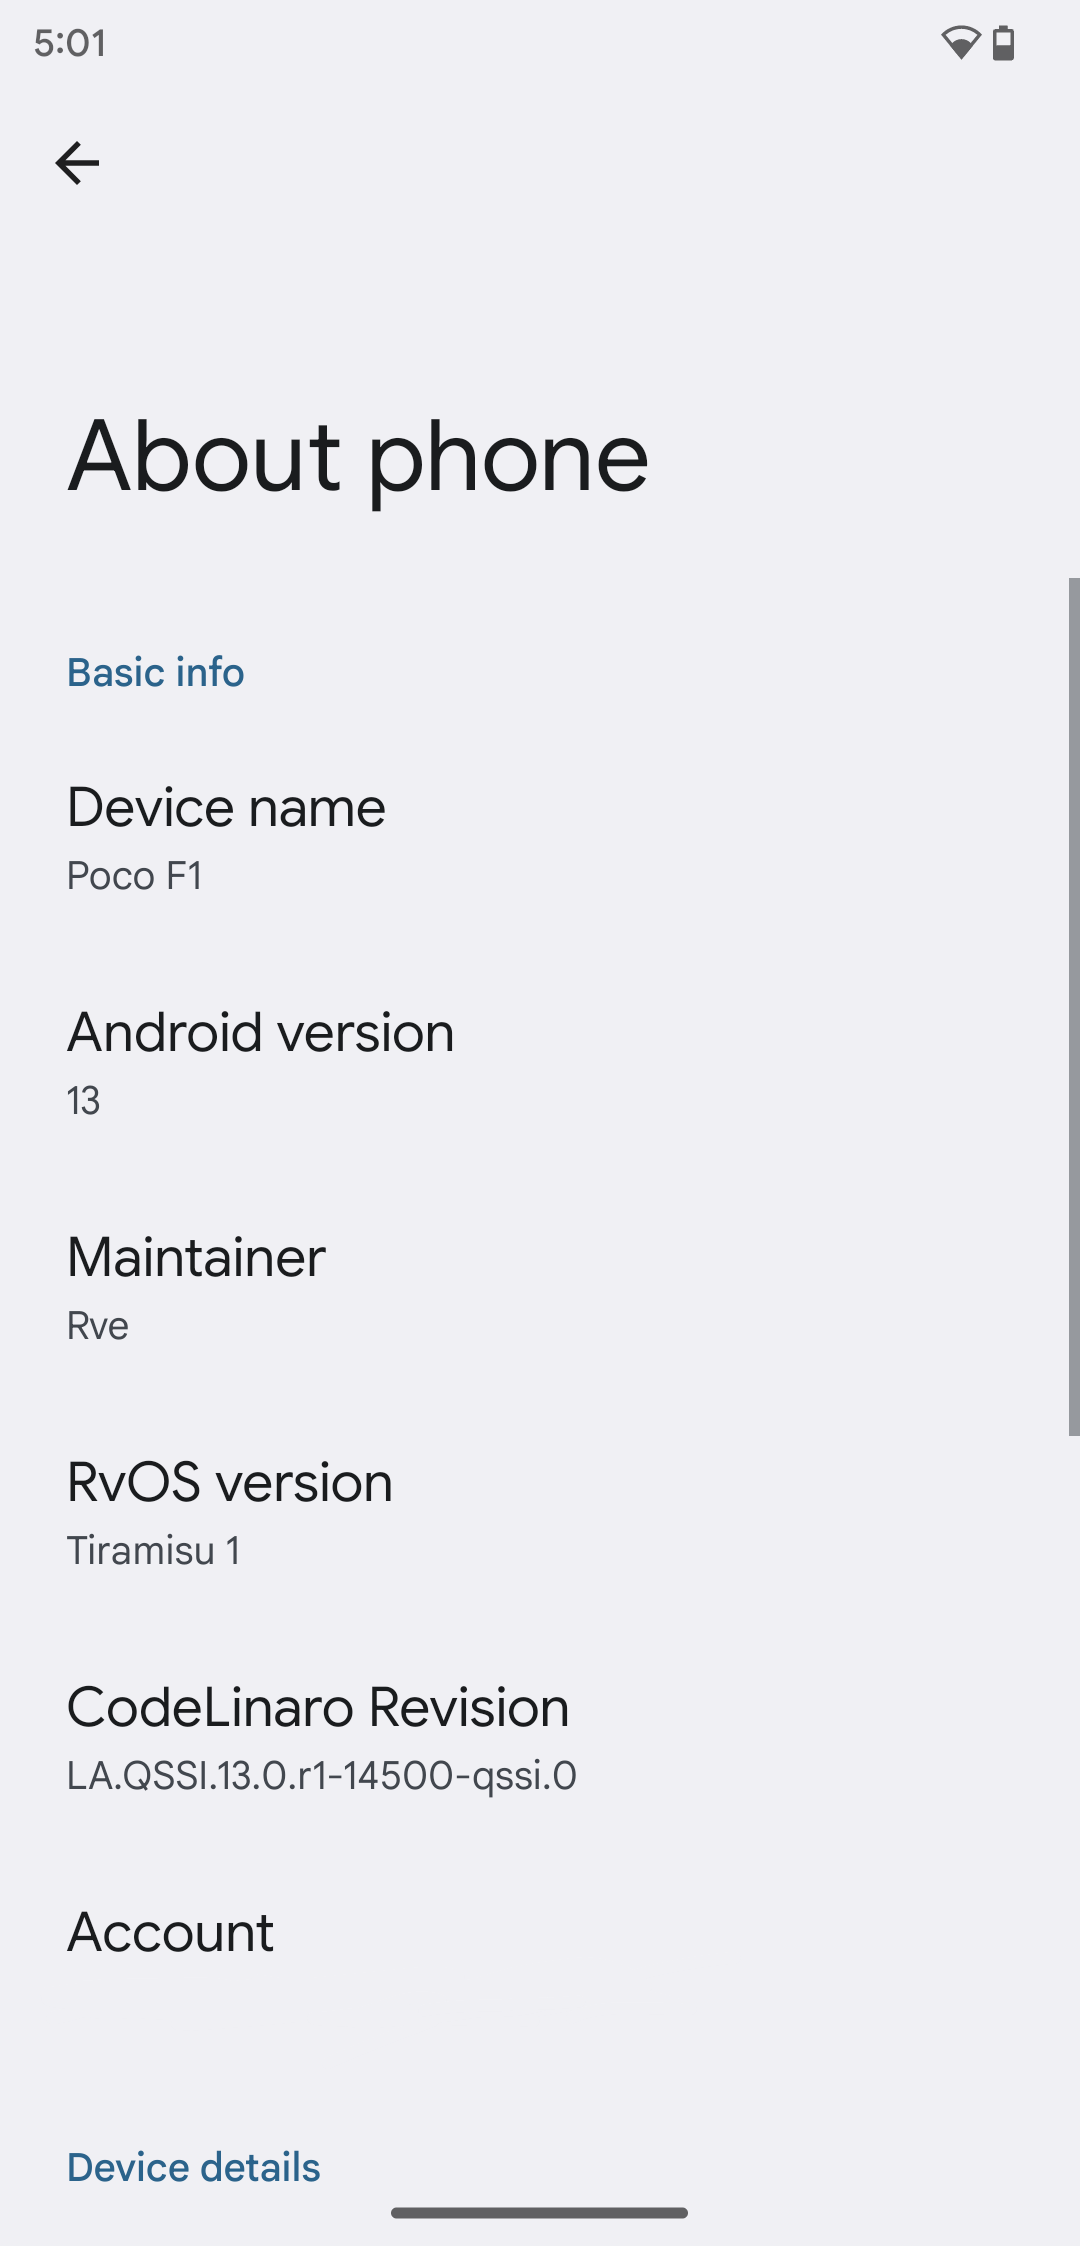 5:01
About phone
Basic info
Device name
Poco F1
Android version
13
Maintainer
Rve
RvOS version
Tiramisu 1
CodeLinaro Revision
LA.QSSI.13.0.r1-14500-qssi.0
Account
Device details